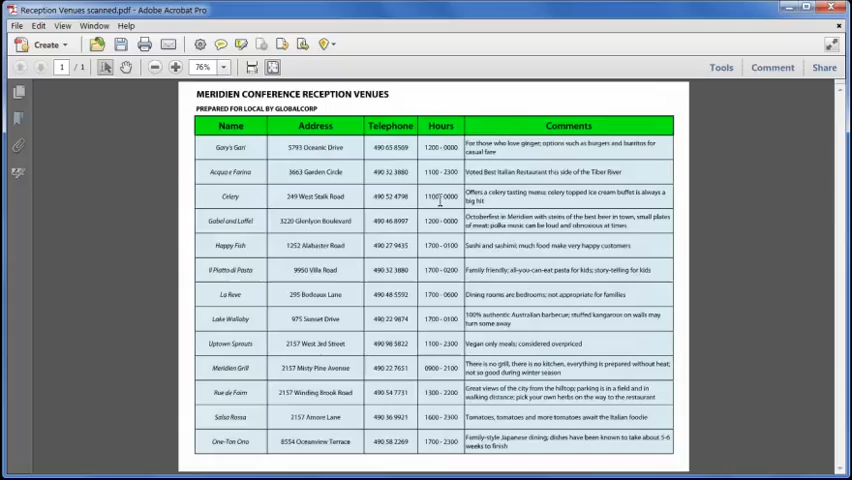 Reception Venues scanned.pdf - Adobe Acrobat Pro
File Edit View Window Help
Create
1 / 1 76% Tools Comment Share
MERIDIEN CONFERENCE RECEPTION VENUES
PREPARED FOR LOCAL BY GLOBALCORP
Name Address Telephone Hours Comments
Gary's Gari 5793 Oceanic Drive 490 65 8569 1200 - 0000 For those who love ginger; options such as burgers and burritos for
casual fare
Acqua e Farina 3663 Garden Circle 490 32 3880 1100 - 2300 Voted Best Italian Restaurant this side of the Tiber River
Celery 249 West Stalk Road 490 52 4798 1100 - 0000 Offers a celery tasting menu; celery topped ice cream buffet is always a
big hit
Gabel and Loffel 3220 Glenlyon Boulevard 490 46 8997 1200 - 0000 Octoberfest in Meridien with steins of the best beer in town, small plates
of meat; polka music can be loud and obnoxious at times
Happy Fish 1252 Alabaster Road 490 27 9435 1700 - 0100 Sushi and sashimi; much food make very happy customers
Il Piatto di Pasta 9950 Villa Road 490 32 3880 1700 - 0200 Family friendly; all-you-can-eat pasta for kids; story-telling for kids
La Reve 295 Bodeaux Lane 490 48 5592 1700 - 0600 Dining rooms are bedrooms; not appropriate for families
Lake Wallaby 975 Sunset Drive 490 22 9874 1700 - 0100 100% authentic Australian barbecue; stuffed kangaroo on walls may
turn some away
Uptown Sprouts 2157 West 3rd Street 490 98 5822 1100 - 2300 Vegan only meals; considered overpriced
Meridien Grill 2157 Misty Pine Avenue 490 22 7651 0900 - 2100 There is no grill, there is no kitchen, everything is prepared without heat;
not so good during winter season
Rue de Faim 2157 Winding Brook Road 490 54 7731 1300 - 2200 Great views of the city from the hilltop; parking is in a field and in
walking distance; pick your own herbs on the way to the restaurant
Salsa Rossa 2157 Amore Lane 490 36 9921 1600 - 2300 Tomatoes, tomatoes and more tomatoes await the Italian foodie
One-Ton Ono 8554 Oceanview Terrace 490 58 2269 1700 - 2300 Family-style Japanese dining; dishes have been known to take about 5-6
weeks to finish